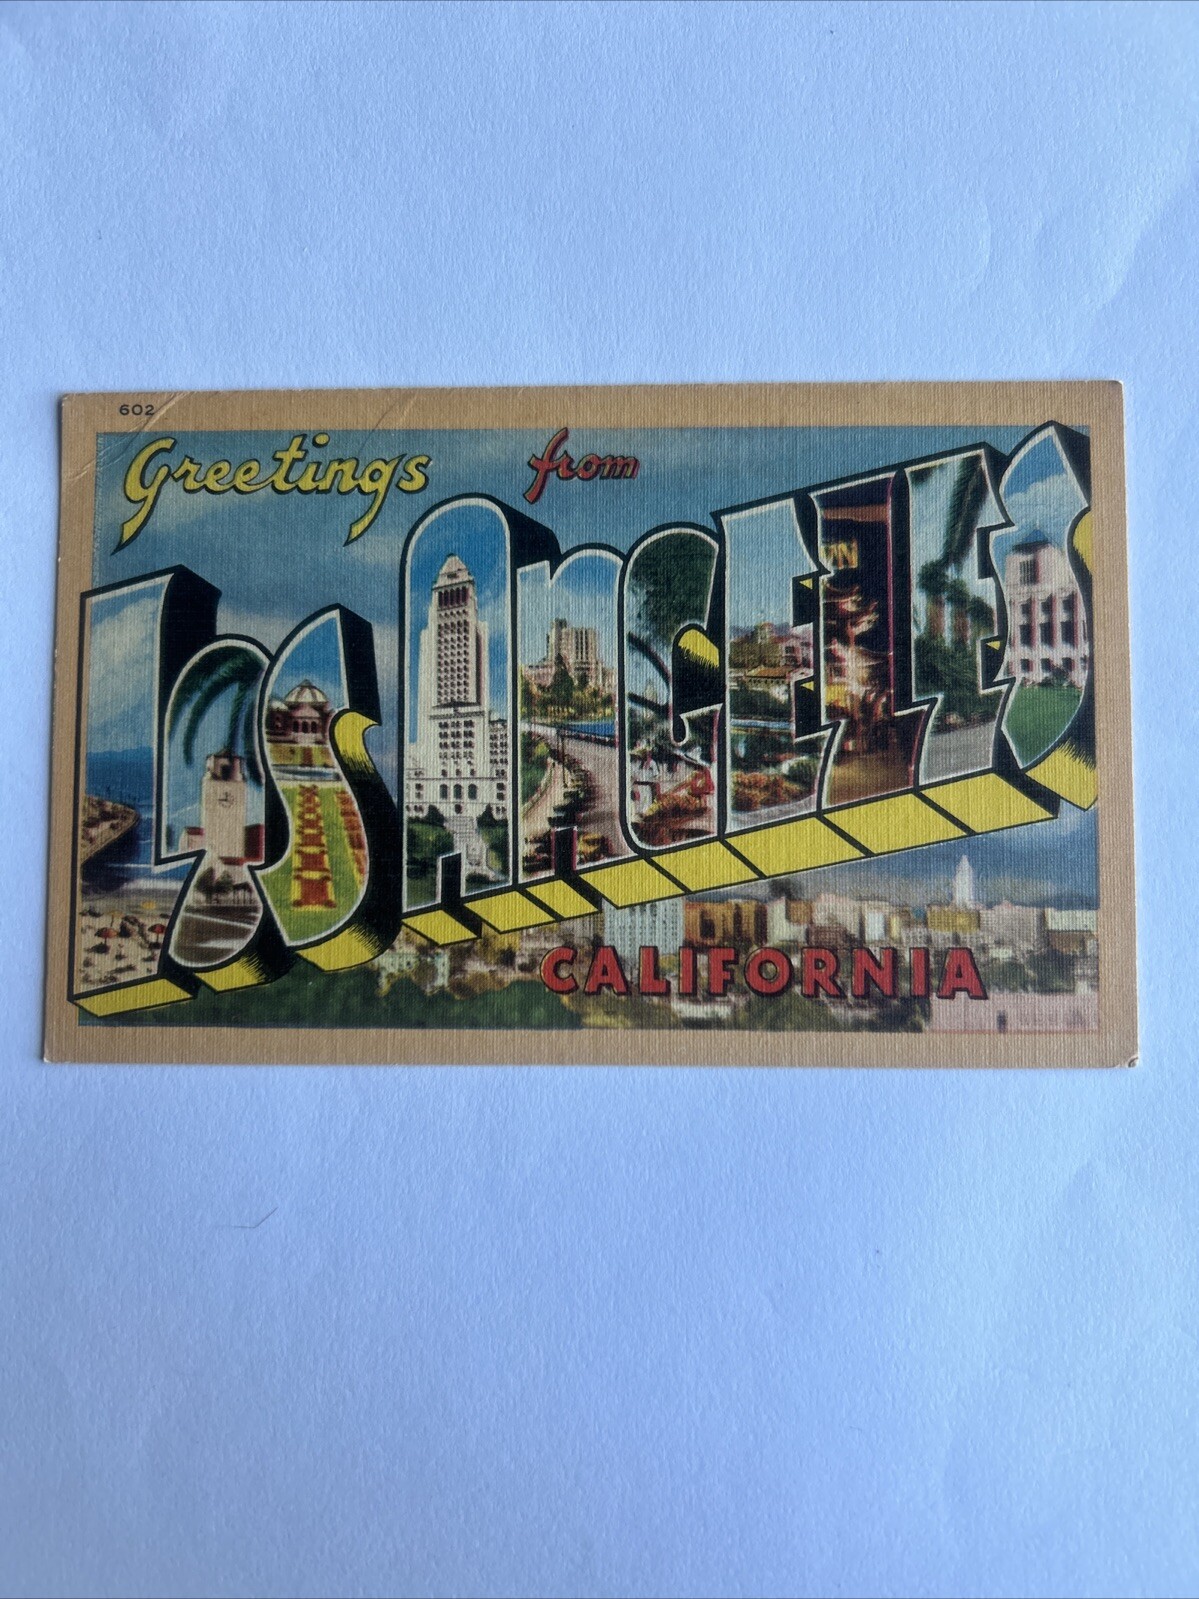 602
Greetings from
Los Angeles
CALIFORNIA